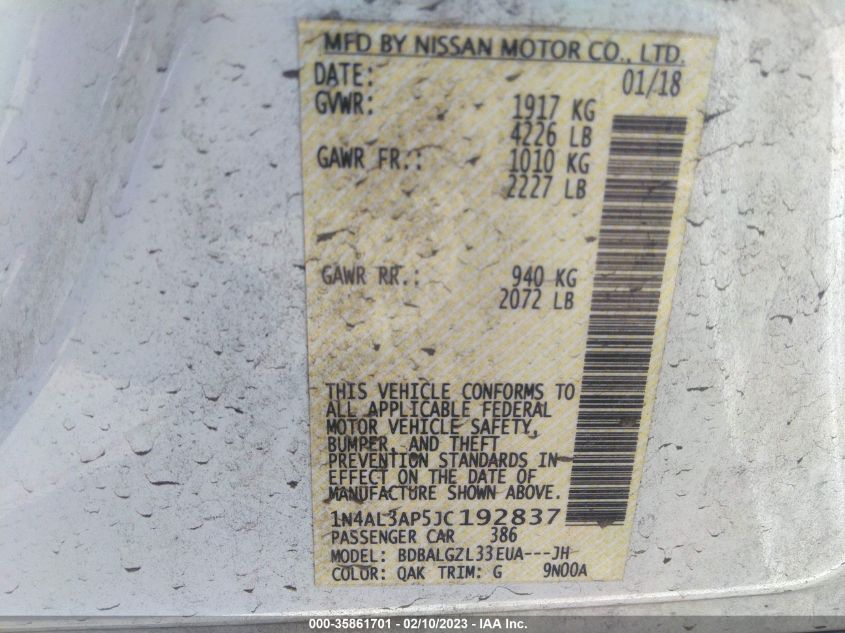 MFD BY NISSAN MOTOR CO., LTD.
DATE: 01/18
GVWR: 1917 KG
4226 LB
GAWR FR.: 1010 KG
2227 LB
GAWR RR.: 940 KG
2072 LB
THIS VEHICLE CONFORMS TO
ALL APPLICABLE FEDERAL
MOTOR VEHICLE SAFETY,
BUMPER, AND THEFT
PREVENTION STANDARDS IN
EFFECT ON THE DATE OF
MANUFACTURE SHOWN ABOVE.
1N4AL3AP5JC192837
PASSENGER CAR 386
MODEL: BDBALGZL33EUA---JH
COLOR: QAK TRIM: G 9N00A
000-35861701 - 02/10/2023 - IAA Inc.